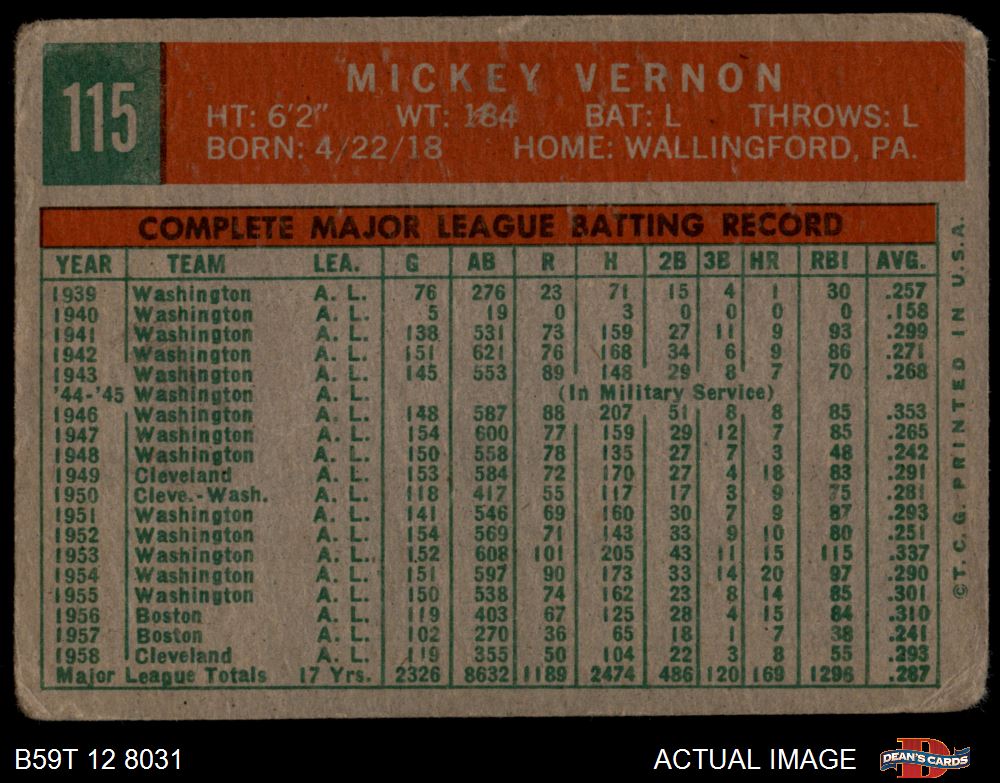 115
MICKEY VERNON
HT: 6'2" WT: 184 BAT: L THROWS: L
BORN: 4/22/18 HOME: WALLINGFORD, PA.
COMPLETE MAJOR LEAGUE BATTING RECORD
YEAR TEAM LEA. G AB R H 2B 3B HR RBI AVG.
1939 Washington A. L. 76 276 23 71 15 4 1 30 .257
1940 Washington A. L. 5 19 0 3 0 0 0 0 .158
1941 Washington A. L. 138 531 73 159 27 11 9 93 .299
1942 Washington A. L. 151 621 76 168 34 6 9 86 .271
1943 Washington A. L. 145 553 89 148 29 8 7 70 .268
'44-'45 Washington A. L. (In Military Service)
1946 Washington A. L. 148 587 88 207 51 8 8 85 .353
1947 Washington A. L. 154 600 77 159 29 12 7 85 .265
1948 Washington A. L. 150 558 78 135 27 7 3 48 .242
1949 Cleveland A. L. 153 584 72 170 27 4 18 83 .291
1950 Cleve.-Wash. A. L. 118 417 55 117 17 3 9 75 .281
1951 Washington A. L. 141 546 69 160 30 7 9 87 .293
1952 Washington A. L. 154 569 71 143 33 9 10 80 .251
1953 Washington A. L. 152 608 101 205 43 11 15 115 .337
1954 Washington A. L. 151 597 90 173 33 14 20 97 .290
1955 Washington A. L. 150 538 74 162 23 8 14 85 .301
1956 Boston A. L. 119 403 67 125 28 4 15 84 .310
1957 Boston A. L. 102 270 36 65 18 1 7 38 .241
1958 Cleveland A. L. 119 355 50 104 22 3 8 55 .293
Major League Totals 17 Yrs. 2326 8632 1189 2474 486 120 169 1296 .287
©T. C. G. PRINTED IN U.S.A.
B59T 12 8031
ACTUAL IMAGE
DEAN'S CARDS